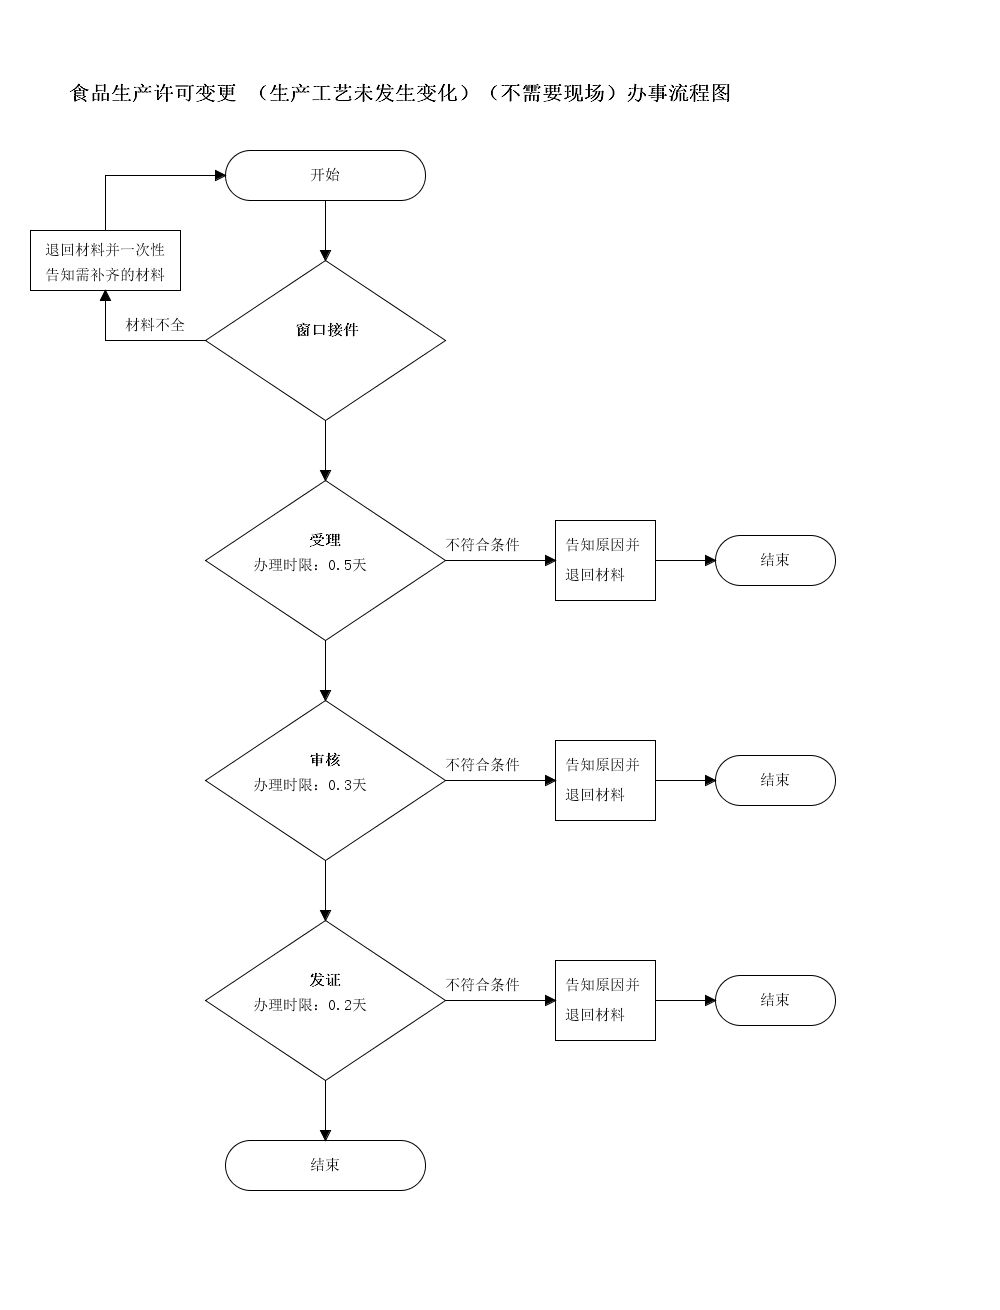 食品生产许可变更 （生产工艺未发生变化）（不需要现场）办事流程图
开始
退回材料并一次性
告知需补齐的材料
材料不全
窗口接件
受理
办理时限：0.5天
不符合条件
告知原因并
退回材料
结束
审核
办理时限：0.3天
不符合条件
告知原因并
退回材料
结束
发证
办理时限：0.2天
不符合条件
告知原因并
退回材料
结束
结束